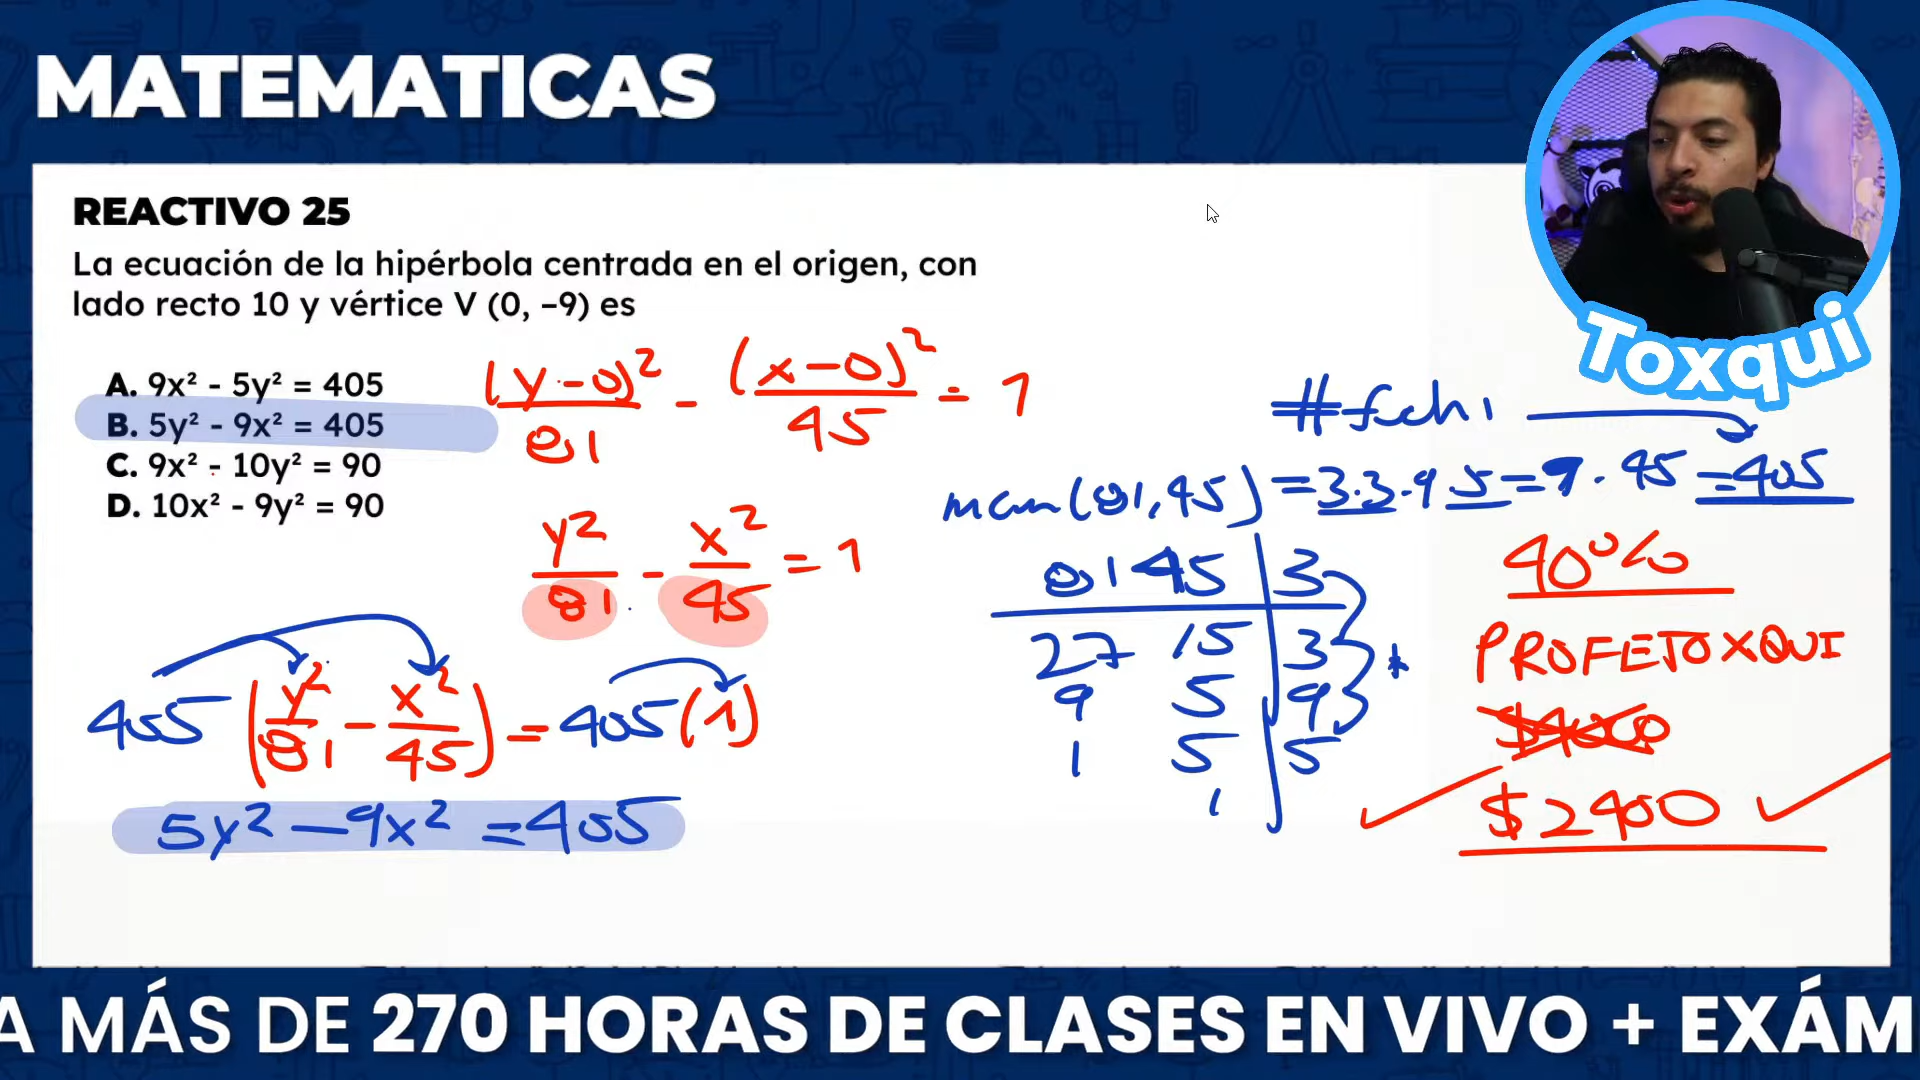 MATEMATICAS
REACTIVO 25
La ecuación de la hipérbola centrada en el origen, con
lado recto 10 y vértice V (0, –9) es
A. 9x² - 5y² = 405
B. 5y² - 9x² = 405
C. 9x² - 10y² = 90
D. 10x² - 9y² = 90
(y-0)²/81 - (x-0)²/45 = 1
y²/81 - x²/45 = 1
405 (y²/81 - x²/45) = 405 (1)
5y² - 9x² = 405
mcm(81,45) = 3·3·9·5 = 9·45 = 405
81 45 | 3
27 15 | 3
9 5 | 9
1 5 | 5
1
*
40%
PROFETOXQUI
$4000
$2400
Toxqui
A MÁS DE 270 HORAS DE CLASES EN VIVO + EXÁM